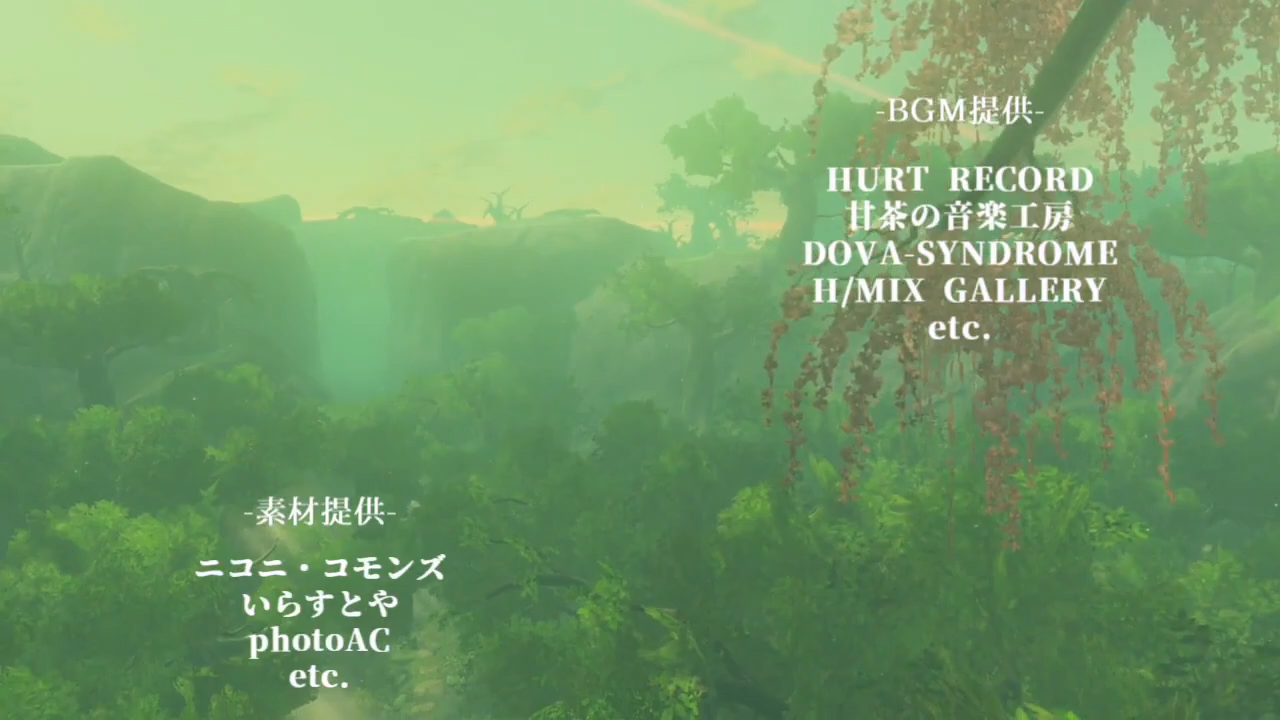 -BGM提供-
HURT RECORD
甘茶の音楽工房
DOVA-SYNDROME
H/MIX GALLERY
etc.
-素材提供-
ニコニ・コモンズ
いらすとや
photoAC
etc.